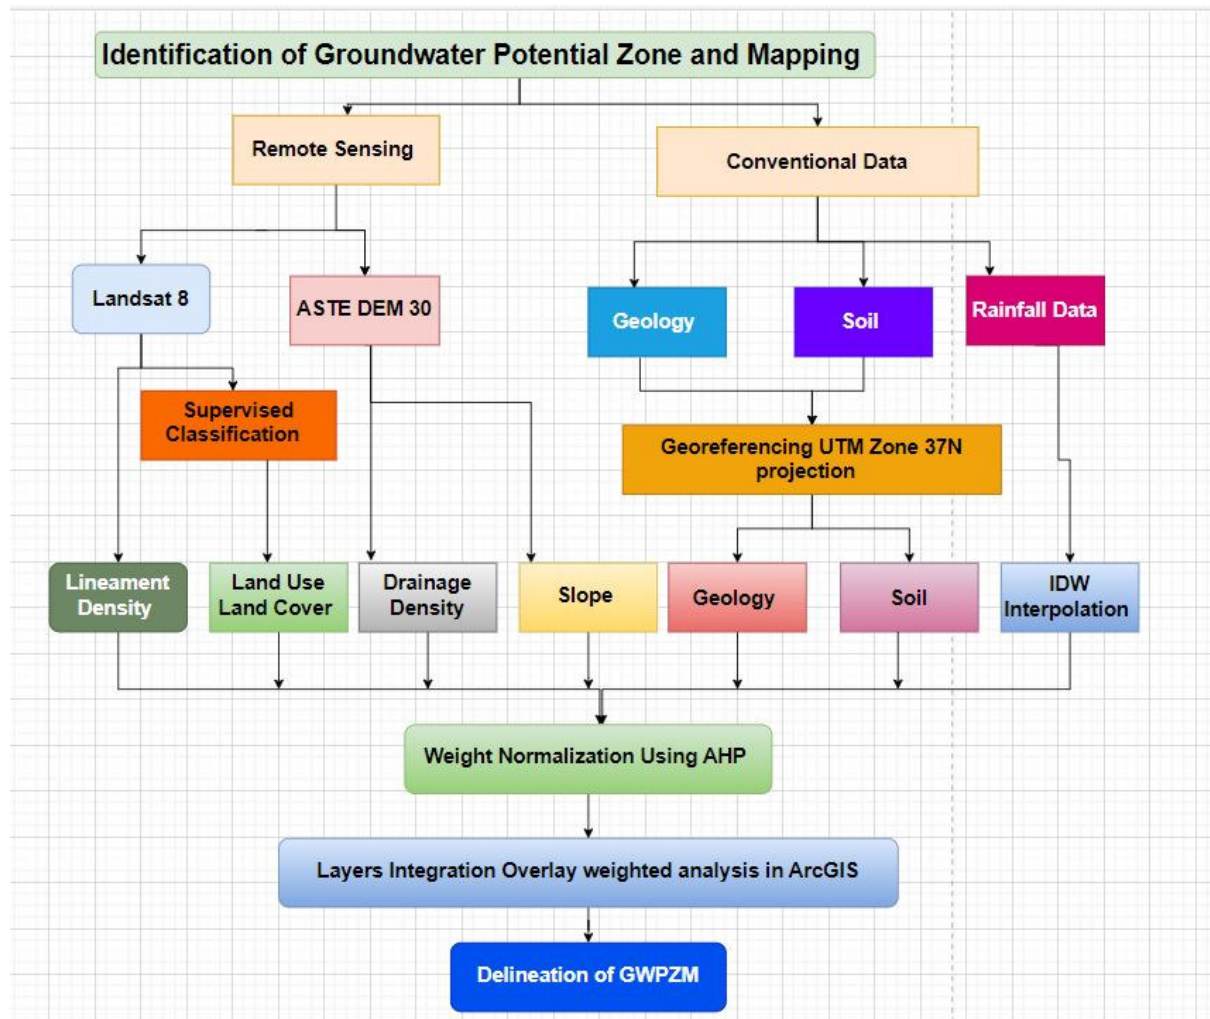 Identification of Groundwater Potential Zone and Mapping
Remote Sensing
Conventional Data
Landsat 8
ASTE DEM 30
Geology
Soil
Rainfall Data
Supervised
Classification
Georeferencing UTM Zone 37N
projection
Lineament
Density
Land Use
Land Cover
Drainage
Density
Slope
Geology
Soil
IDW
Interpolation
Weight Normalization Using AHP
Layers Integration Overlay weighted analysis in ArcGIS
Delineation of GWPZM